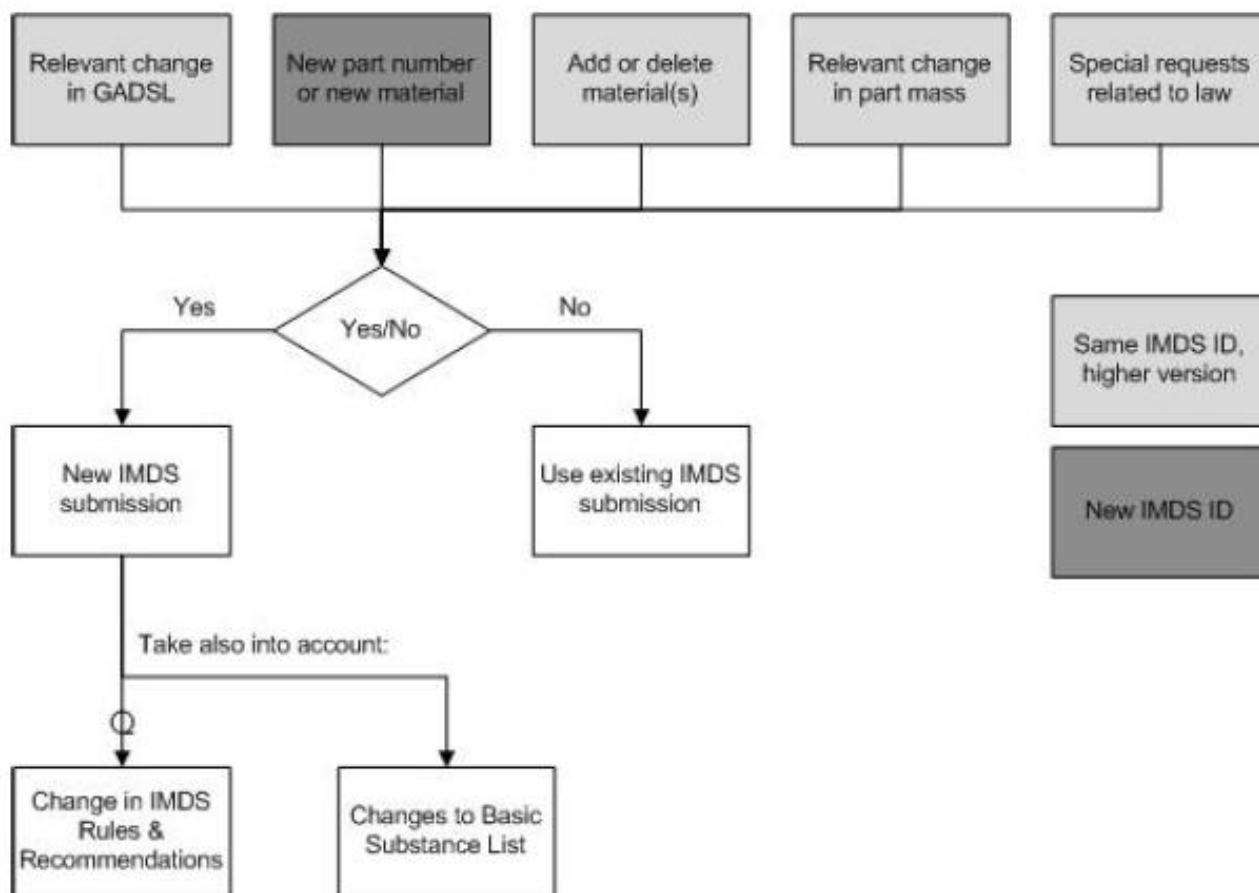 Relevant change
in GADSL
New part number
or new material
Add or delete
material(s)
Relevant change
in part mass
Special requests
related to law
Yes
Yes/No
No
Same IMDS ID,
higher version
New IMDS
submission
Use existing IMDS
submission
New IMDS ID
Take also into account:
Change in IMDS
Rules &
Recommendations
Changes to Basic
Substance List